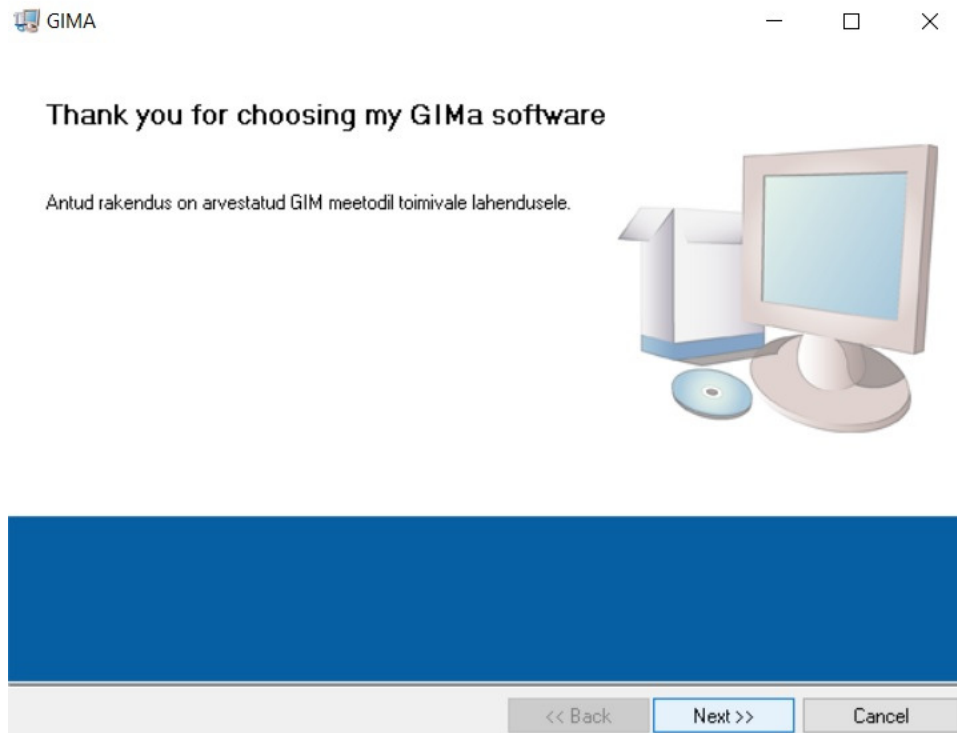 GIMA
Thank you for choosing my GIMa software
Antud rakendus on arvestatud GIM meetodil toimivale lahendusele.
<< Back
Next >>
Cancel